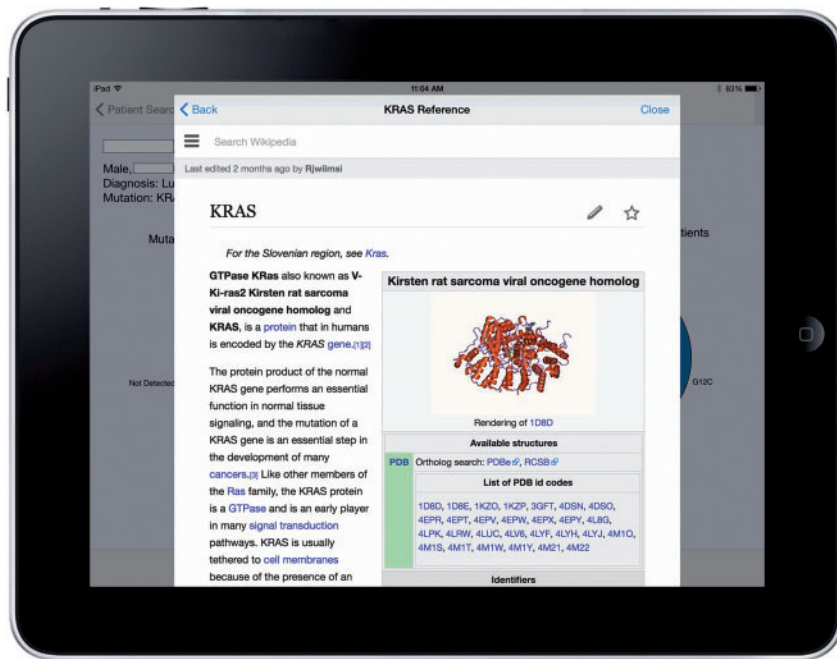 iPad
11:04 AM
83%
Patient Searc
Back
KRAS Reference
Close
Search Wikipedia
Last edited 2 months ago by Rjwilmsi
Male,
Diagnosis: Lu
Mutation: KRA
Muta
tients
Not Detected
G12C
KRAS
For the Slovenian region, see Kras.
GTPase KRas also known as V-
Ki-ras2 Kirsten rat sarcoma
viral oncogene homolog and
KRAS, is a protein that in humans
is encoded by the KRAS gene.[1][2]
The protein product of the normal
KRAS gene performs an essential
function in normal tissue
signaling, and the mutation of a
KRAS gene is an essential step in
the development of many
cancers.[3] Like other members of
the Ras family, the KRAS protein
is a GTPase and is an early player
in many signal transduction
pathways. KRAS is usually
tethered to cell membranes
because of the presence of an
Kirsten rat sarcoma viral oncogene homolog
Rendering of 1D8D
Available structures
PDB Ortholog search: PDBe, RCSB
List of PDB id codes
1D8D, 1D8E, 1KZO, 1KZP, 3GFT, 4DSN, 4DSO,
4EPR, 4EPT, 4EPV, 4EPW, 4EPX, 4EPY, 4L8G,
4LPK, 4LRW, 4LUC, 4LV6, 4LYF, 4LYH, 4LYJ, 4M1O,
4M1S, 4M1T, 4M1W, 4M1Y, 4M21, 4M22
Identifiers